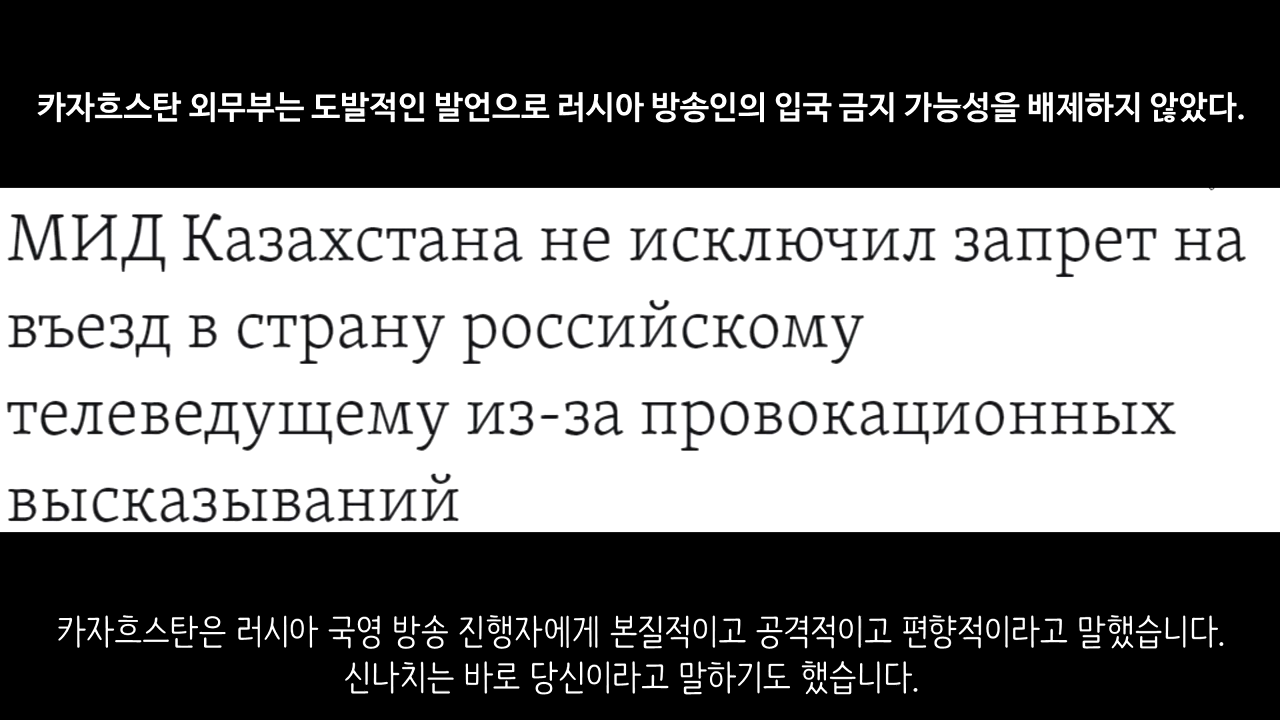 카자흐스탄 외무부는 도발적인 발언으로 러시아 방송인의 입국 금지 가능성을 배제하지 않았다.
МИД Казахстана не исключил запрет на
въезд в страну российскому
телеведущему из-за провокационных
высказываний
카자흐스탄은 러시아 국영 방송 진행자에게 본질적이고 공격적이고 편향적이라고 말했습니다.
신나치는 바로 당신이라고 말하기도 했습니다.